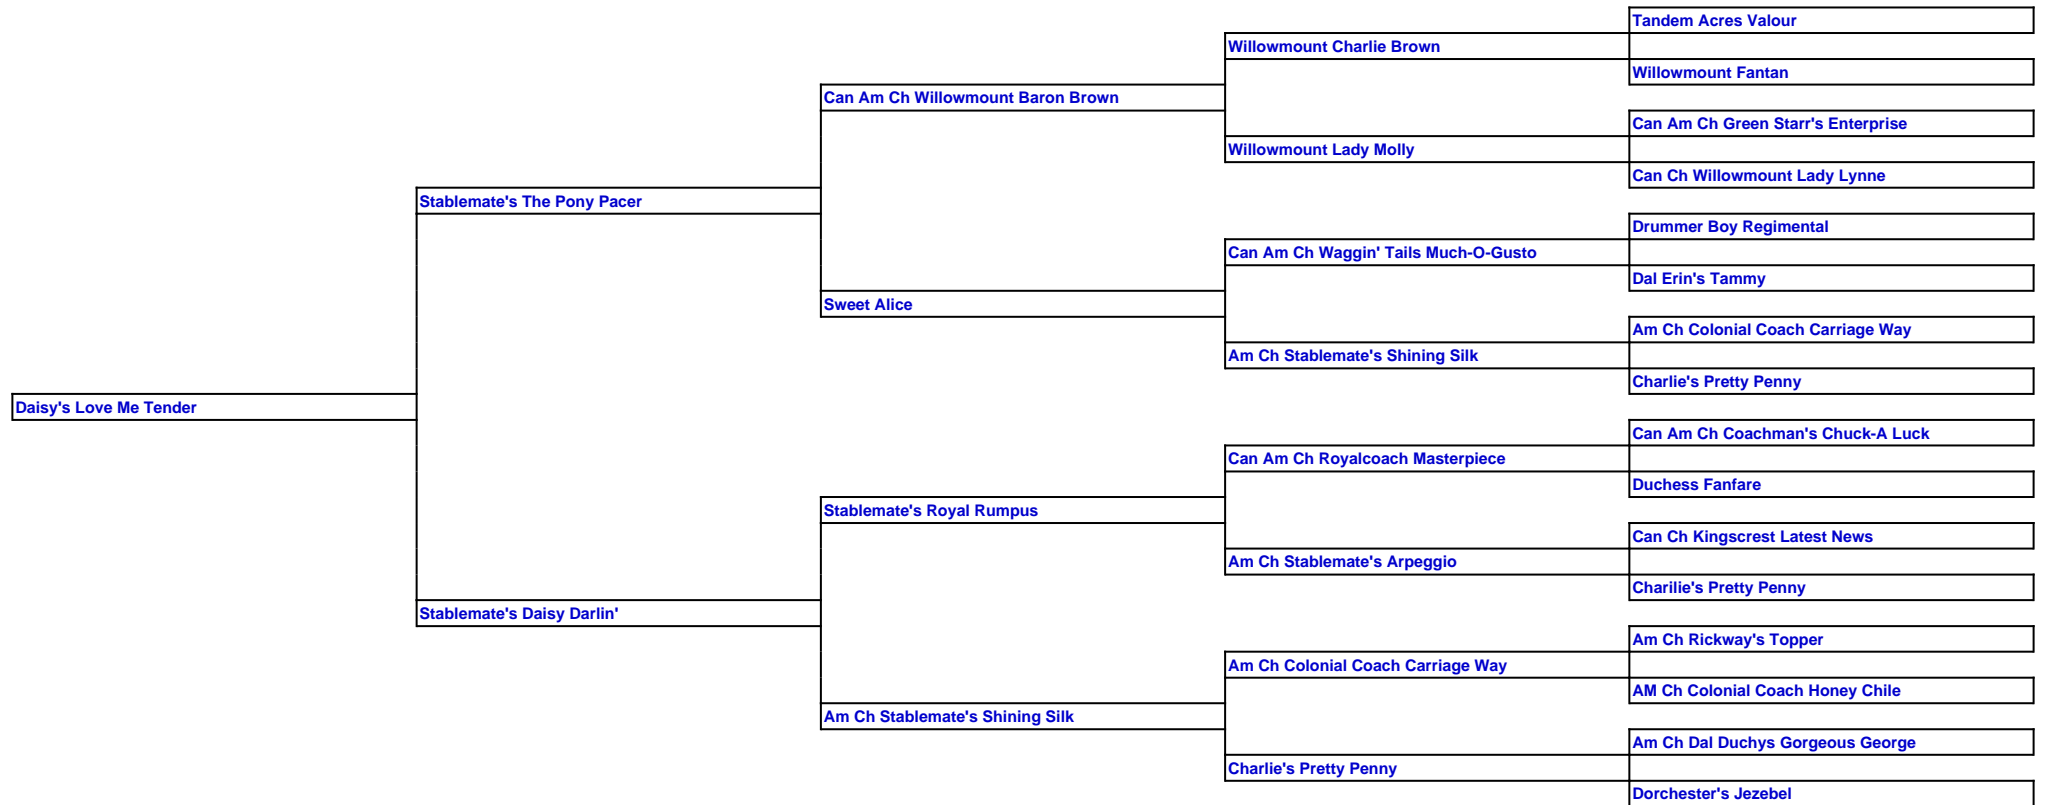 Tandem Acres Valour
Willowmount Charlie Brown
Willowmount Fantan
Can Am Ch Willowmount Baron Brown
Can Am Ch Green Starr's Enterprise
Willowmount Lady Molly
Can Ch Willowmount Lady Lynne
Stablemate's The Pony Pacer
Drummer Boy Regimental
Can Am Ch Waggin' Tails Much-O-Gusto
Dal Erin's Tammy
Sweet Alice
Am Ch Colonial Coach Carriage Way
Am Ch Stablemate's Shining Silk
Charlie's Pretty Penny
Daisy's Love Me Tender
Can Am Ch Coachman's Chuck-A Luck
Can Am Ch Royalcoach Masterpiece
Duchess Fanfare
Stablemate's Royal Rumpus
Can Ch Kingscrest Latest News
Am Ch Stablemate's Arpeggio
Charilie's Pretty Penny
Stablemate's Daisy Darlin'
Am Ch Rickway's Topper
Am Ch Colonial Coach Carriage Way
AM Ch Colonial Coach Honey Chile
Am Ch Stablemate's Shining Silk
Am Ch Dal Duchys Gorgeous George
Charlie's Pretty Penny
Dorchester's Jezebel